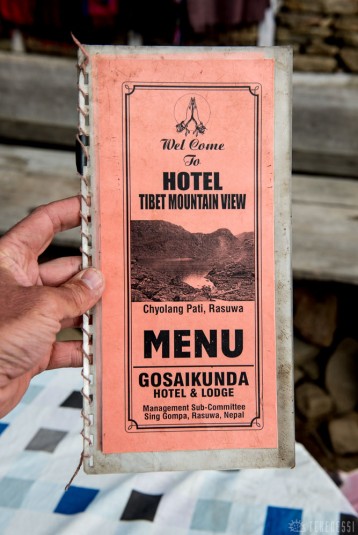 Wel Come
To
HOTEL
TIBET MOUNTAIN VIEW
Chyolang Pati, Rasuwa
MENU
GOSAIKUNDA
HOTEL & LODGE
Management Sub-Committee
Sing Gompa, Rasuwa, Nepal